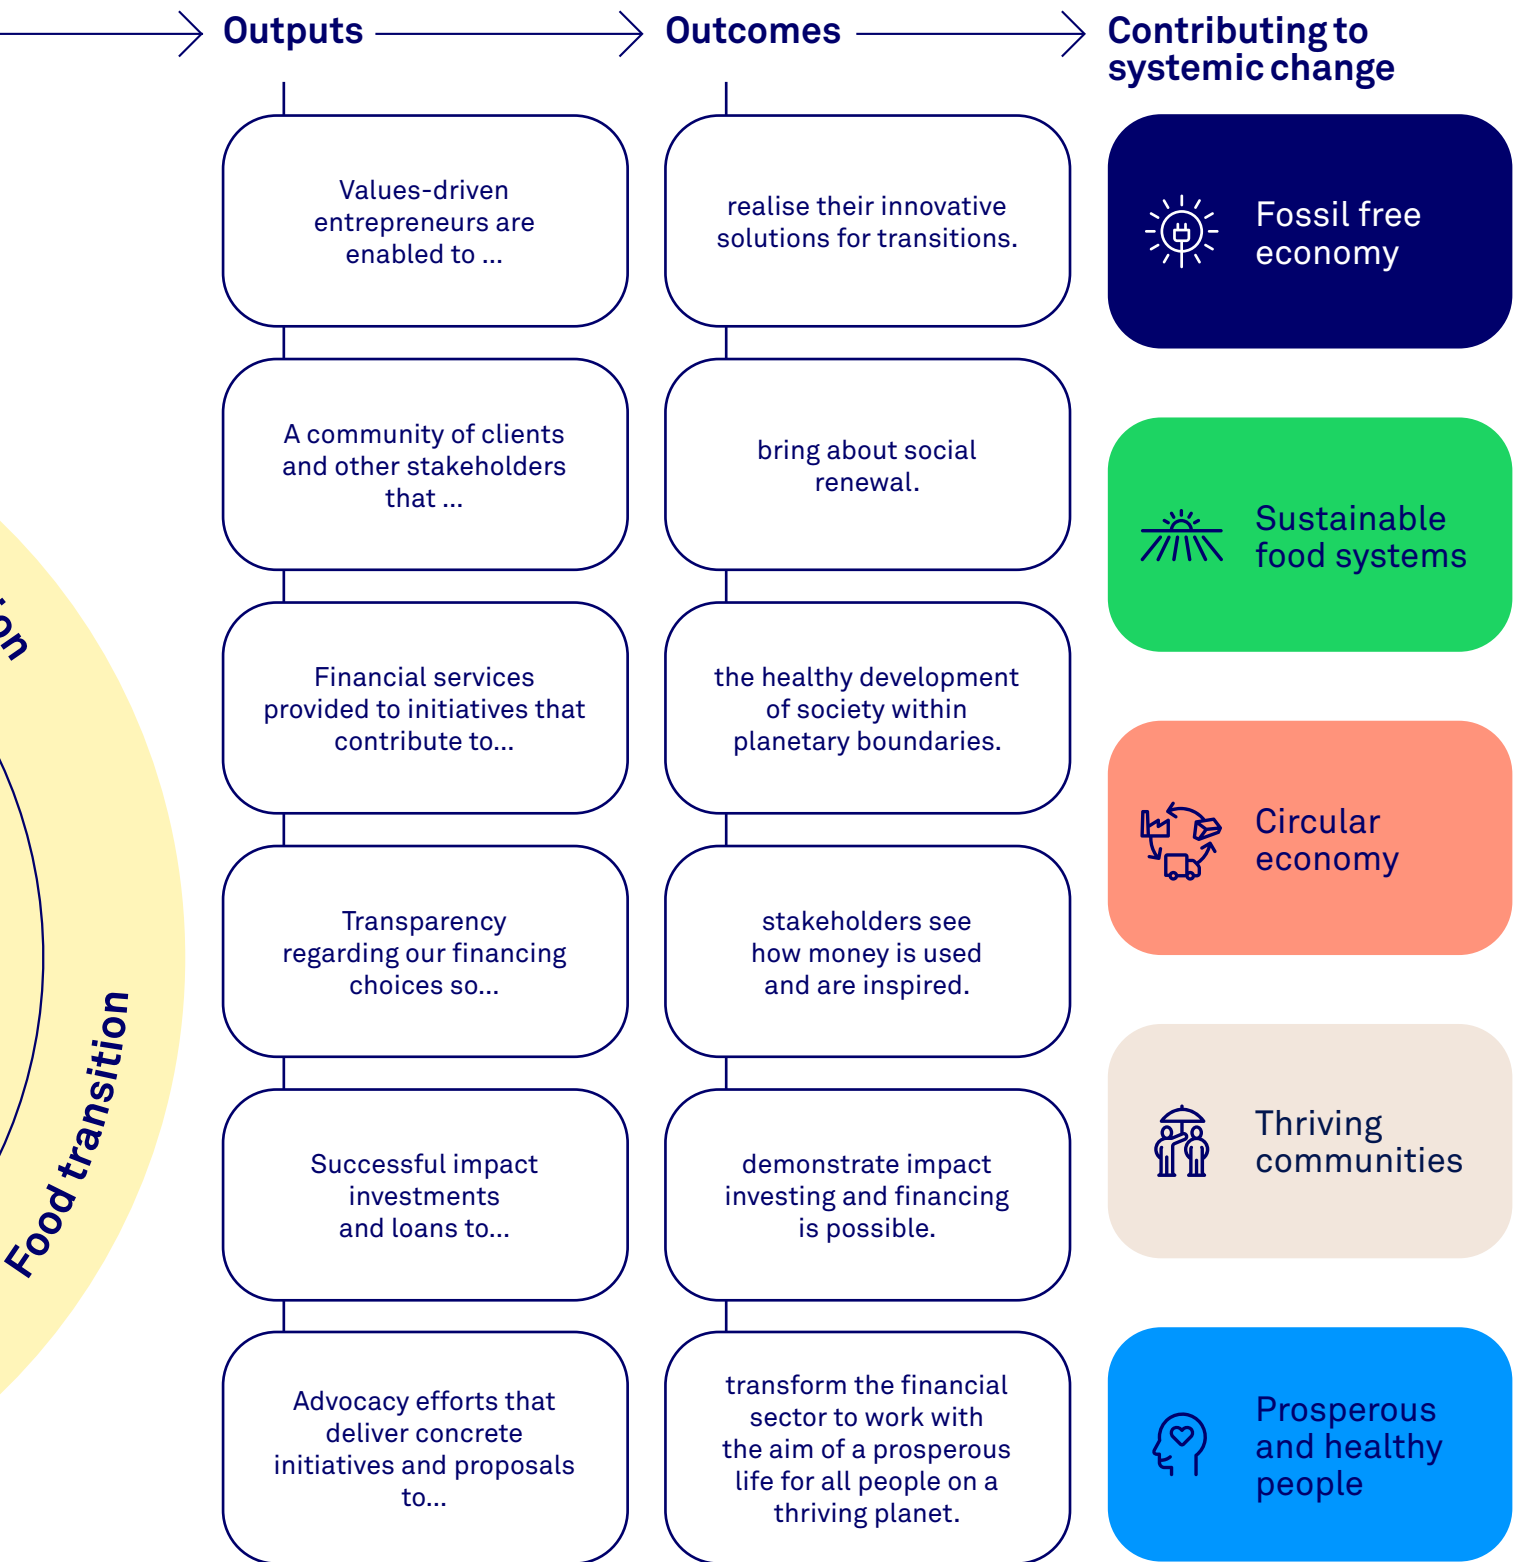 Outputs
Outcomes
Contributing to
systemic change
Values-driven
entrepreneurs are
enabled to ...
realise their innovative
solutions for transitions.
Fossil free
economy
A community of clients
and other stakeholders
that ...
bring about social
renewal.
Sustainable
food systems
Financial services
provided to initiatives that
contribute to...
the healthy development
of society within
planetary boundaries.
Circular
economy
Transparency
regarding our financing
choices so...
stakeholders see
how money is used
and are inspired.
Thriving
communities
Successful impact
investments
and loans to...
demonstrate impact
investing and financing
is possible.
Prosperous
and healthy
people
Advocacy efforts that
deliver concrete
initiatives and proposals
to...
transform the financial
sector to work with
the aim of a prosperous
life for all people on a
thriving planet.
Food transition